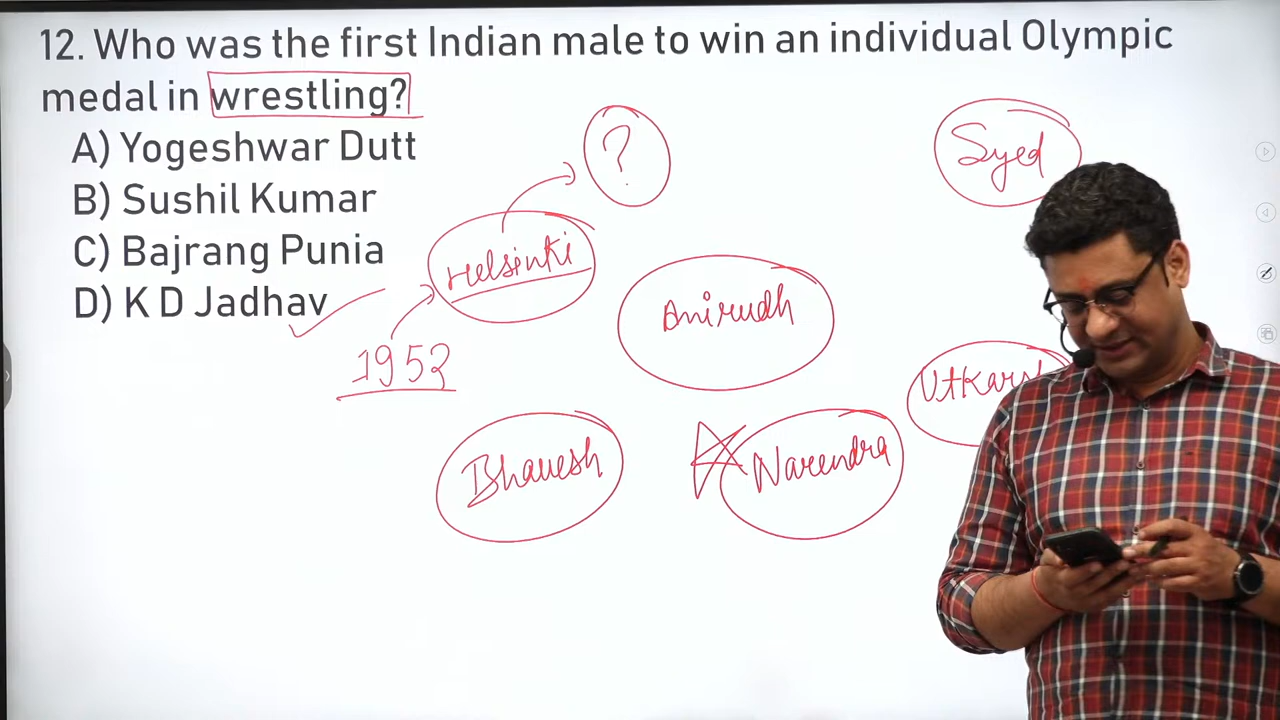 12. Who was the first Indian male to win an individual Olympic
medal in wrestling?
A) Yogeshwar Dutt
B) Sushil Kumar
C) Bajrang Punia
D) K D Jadhav
?
Syed
Helsinki
Anirudh
1952
Utkarsh
Bhavesh
Narendra